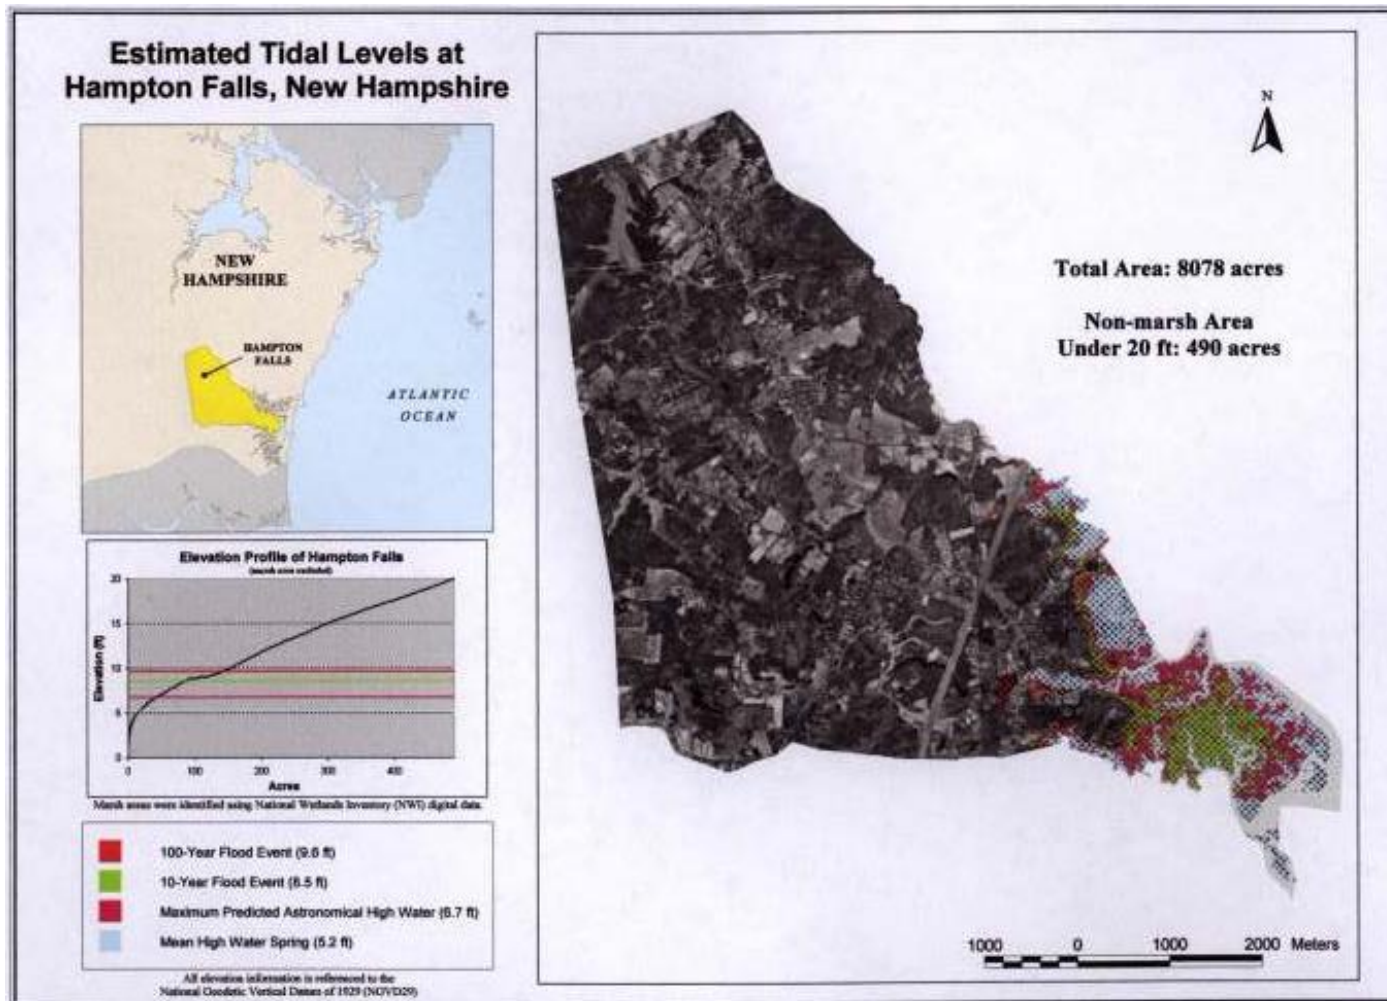 Estimated Tidal Levels at
Hampton Falls, New Hampshire
NEW
HAMPSHIRE
HAMPTON
FALLS
ATLANTIC
OCEAN
Elevation Profile of Hampton Falls
(marsh area excluded)
20
15
10
5
0
Elevation (ft)
0 100 200 300 400
Acres
Marsh areas were identified using National Wetlands Inventory (NWI) digital data.
100-Year Flood Event (9.6 ft)
10-Year Flood Event (8.5 ft)
Maximum Predicted Astronomical High Water (6.7 ft)
Mean High Water Spring (5.2 ft)
All elevation information is referenced to the
National Geodetic Vertical Datum of 1929 (NGVD29)
N
Total Area: 8078 acres
Non-marsh Area
Under 20 ft: 490 acres
1000 0 1000 2000 Meters